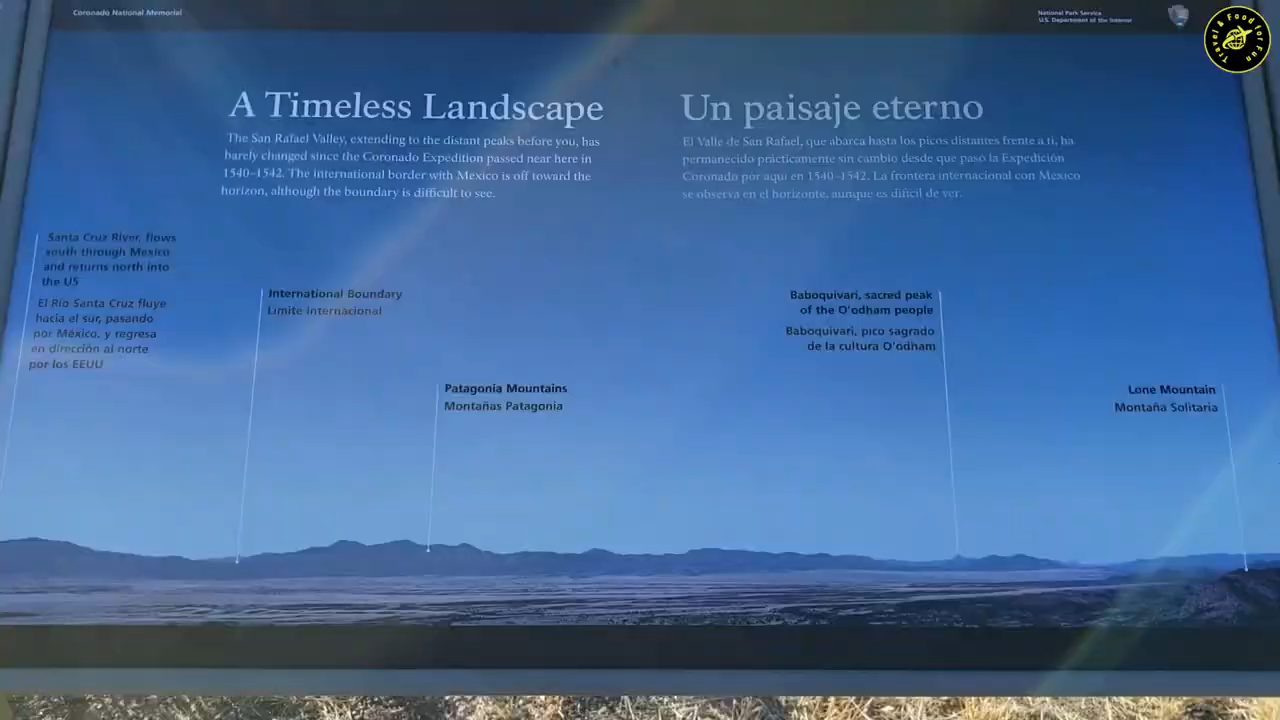 Coronado National Memorial
National Park Service
U.S. Department of the Interior
Travel & Food for Fun
A Timeless Landscape
The San Rafael Valley, extending to the distant peaks before you, has
barely changed since the Coronado Expedition passed near here in
1540–1542. The international border with Mexico is off toward the
horizon, although the boundary is difficult to see.
Un paisaje eterno
El Valle de San Rafael, que abarca hasta los picos distantes frente a ti, ha
permanecido prácticamente sin cambio desde que pasó la Expedición
Coronado por aquí en 1540–1542. La frontera internacional con Mexico
se observa en el horizonte, aunque es difícil de ver.
Santa Cruz River, flows
south through Mexico
and returns north into
the US
El Río Santa Cruz fluye
hacia el sur, pasando
por México, y regresa
en dirección al norte
por los EEUU
International Boundary
Límite Internacional
Patagonia Mountains
Montañas Patagonia
Baboquivari, sacred peak
of the O'odham people
Baboquivari, pico sagrado
de la cultura O'odham
Lone Mountain
Montaña Solitaria